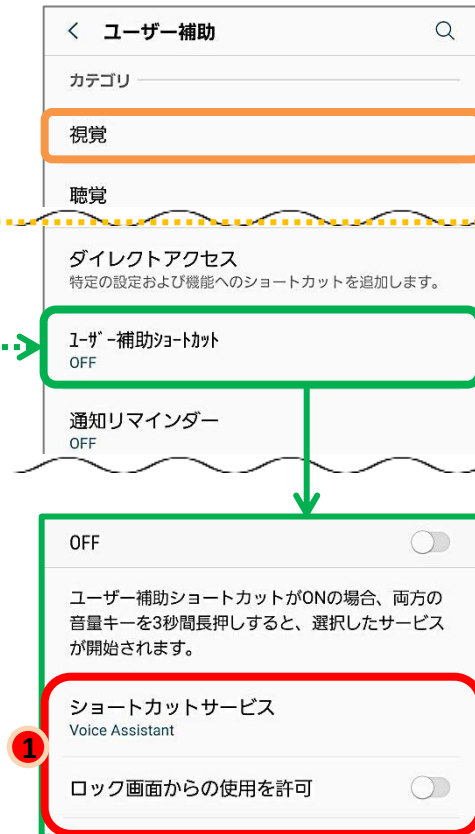 ユーザー補助
カテゴリ
視覚
聴覚
ダイレクトアクセス
特定の設定および機能へのショートカットを追加します。
ﾕｰｻﾞｰ補助ｼｮｰﾄｶｯﾄ
OFF
通知リマインダー
OFF
OFF
ユーザー補助ショートカットがONの場合、両方の
音量キーを3秒間長押しすると、選択したサービス
が開始されます。
ショートカットサービス
Voice Assistant
1
ロック画面からの使用を許可